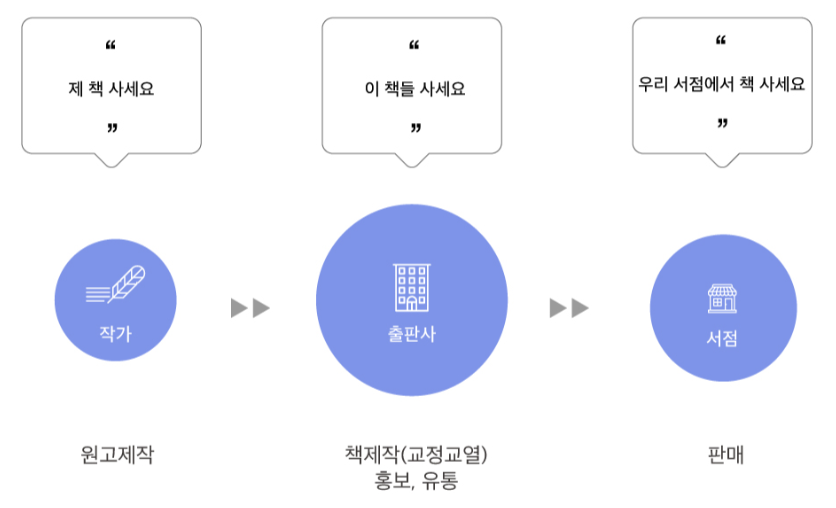 “
제 책 사세요
”
“
이 책들 사세요
”
“
우리 서점에서 책 사세요
”
작가
출판사
서점
원고제작
책제작(교정교열)
홍보, 유통
판매